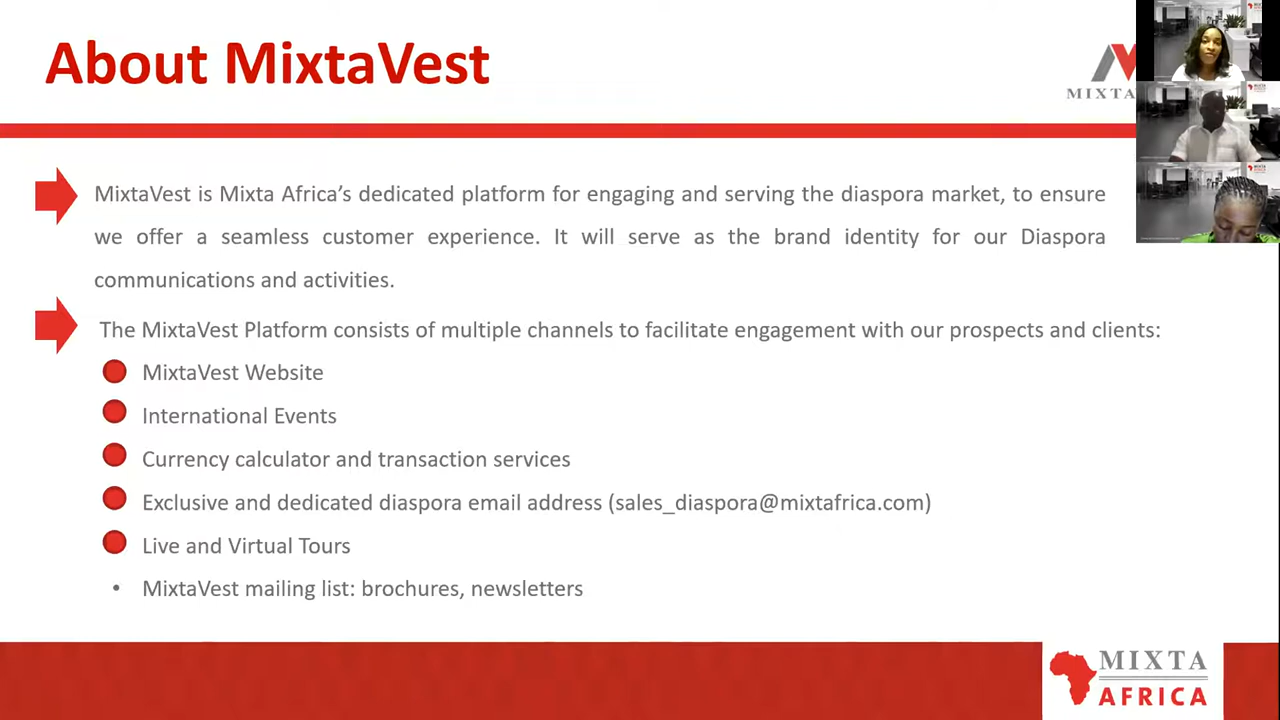 About MixtaVest
MIXTA
MixtaVest is Mixta Africa’s dedicated platform for engaging and serving the diaspora market, to ensure
we offer a seamless customer experience. It will serve as the brand identity for our Diaspora
communications and activities.
The MixtaVest Platform consists of multiple channels to facilitate engagement with our prospects and clients:
MixtaVest Website
International Events
Currency calculator and transaction services
Exclusive and dedicated diaspora email address (sales_diaspora@mixtafrica.com)
Live and Virtual Tours
• MixtaVest mailing list: brochures, newsletters
MIXTA
AFRICA